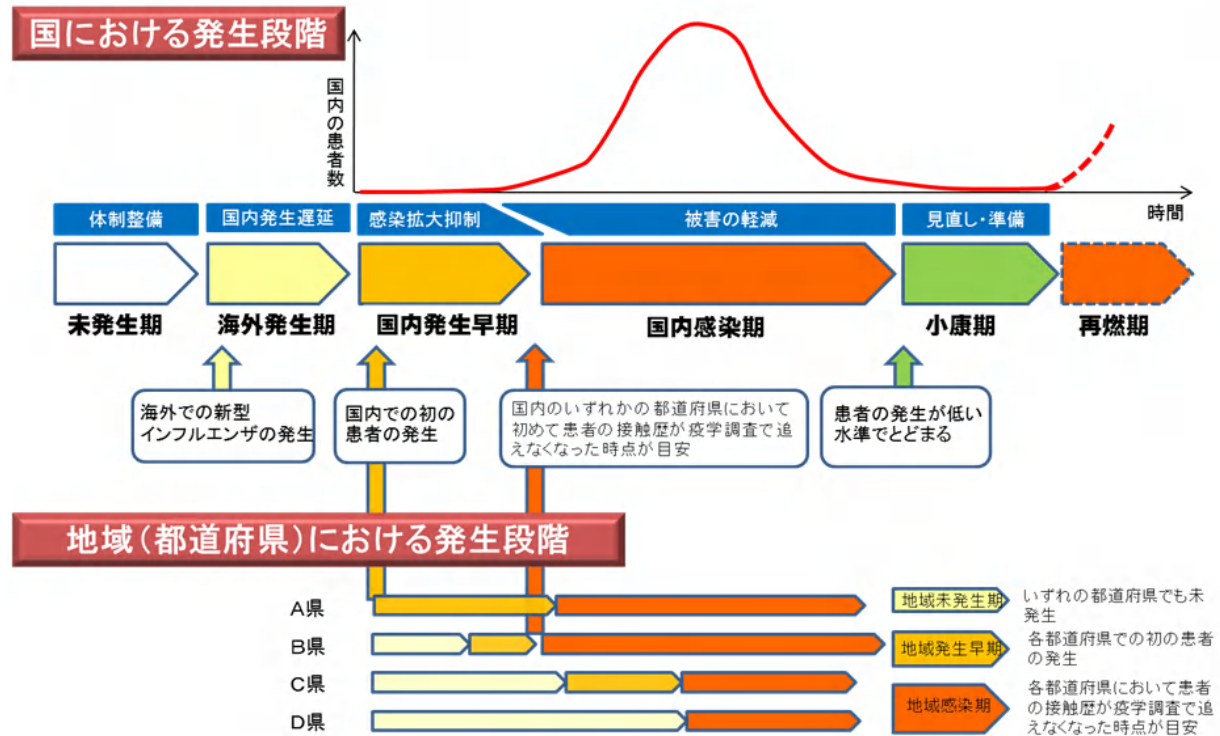 国における発生段階
国内の患者数
時間
体制整備
国内発生遅延
感染拡大抑制
被害の軽減
見直し・準備
未発生期
海外発生期
国内発生早期
国内感染期
小康期
再燃期
海外での新型
インフルエンザの発生
国内での初の
患者の発生
国内のいずれかの都道府県において
初めて患者の接触歴が疫学調査で追
えなくなった時点が目安
患者の発生が低い
水準でとどまる
地域(都道府県)における発生段階
A県
B県
C県
D県
地域未発生期
いずれの都道府県でも未
発生
地域発生早期
各都道府県での初の患者
の発生
地域感染期
各都道府県において患者
の接触歴が疫学調査で追
えなくなった時点が目安